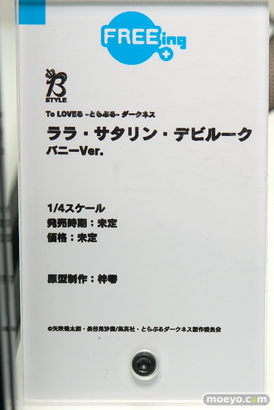 FREEing
B
STYLE
To LOVEる -とらぶる- ダークネス
ララ・サタリン・デビルーク
バニーVer.
1/4スケール
発売時期：未定
価格：未定
原型制作：梓澪
©矢吹健太朗・長谷見沙貴/集英社・とらぶるダークネス製作委員会
moeyo.com